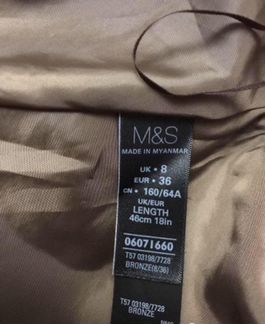 M&S
MADE IN MYANMAR
UK • 8
EUR • 36
CN • 160/64A
UK/EUR
LENGTH
46cm 18in
06071660
T57 03198/7728
BRONZE(8/36)
T57 03198/7728
BRONZE